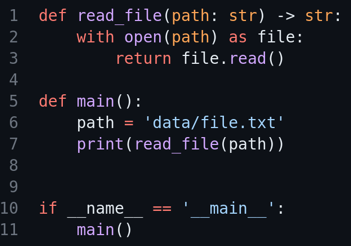 1 def read_file(path: str) -> str:
2     with open(path) as file:
3         return file.read()
4
5 def main():
6     path = 'data/file.txt'
7     print(read_file(path))
8
9
10 if __name__ == '__main__':
11     main()